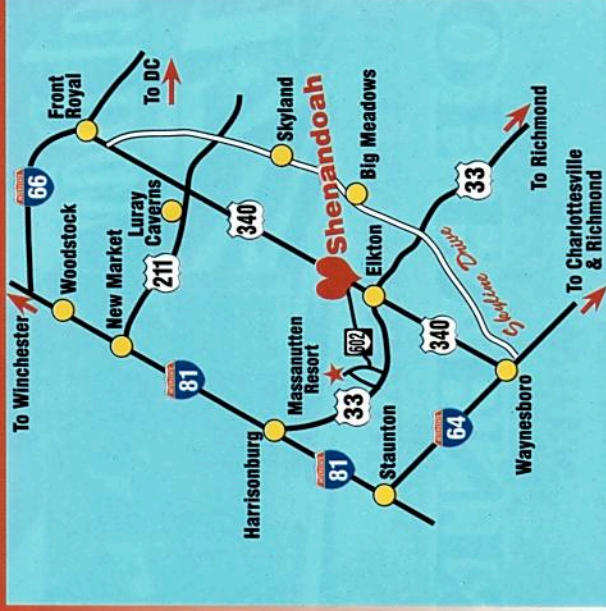 To Winchester
66
Front
Royal
To DC
Woodstock
New Market
Luray
Caverns
211
340
Skyland
Shenandoah
Big Meadows
81
Harrisonburg
Massanutten
Resort
602
Elkton
33
33
To Richmond
81
Staunton
340
Skyline Drive
64
Waynesboro
To Charlottesville
& Richmond